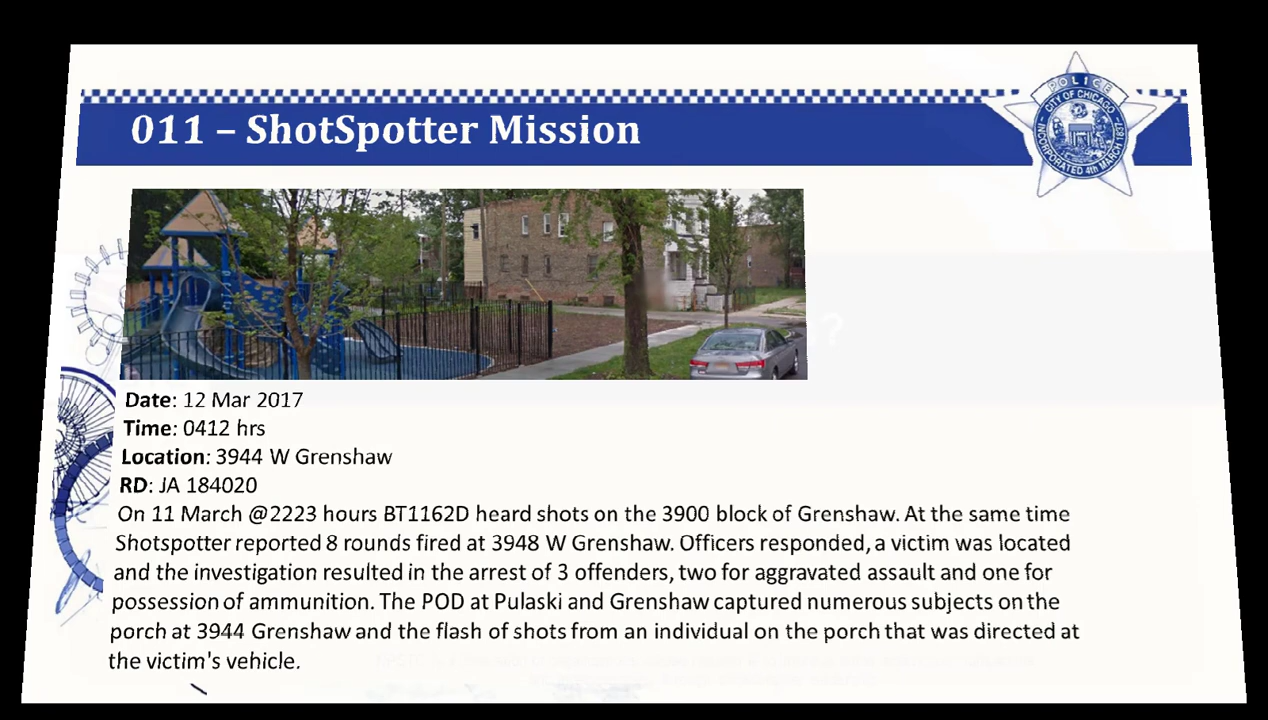 011 – ShotSpotter Mission
POLICE
CITY OF CHICAGO
INCORPORATED 4th MARCH 1837
?
Date: 12 Mar 2017
Time: 0412 hrs
Location: 3944 W Grenshaw
RD: JA 184020
On 11 March @2223 hours BT1162D heard shots on the 3900 block of Grenshaw. At the same time
Shotspotter reported 8 rounds fired at 3948 W Grenshaw. Officers responded, a victim was located
and the investigation resulted in the arrest of 3 offenders, two for aggravated assault and one for
possession of ammunition. The POD at Pulaski and Grenshaw captured numerous subjects on the
porch at 3944 Grenshaw and the flash of shots from an individual on the porch that was directed at
the victim's vehicle.